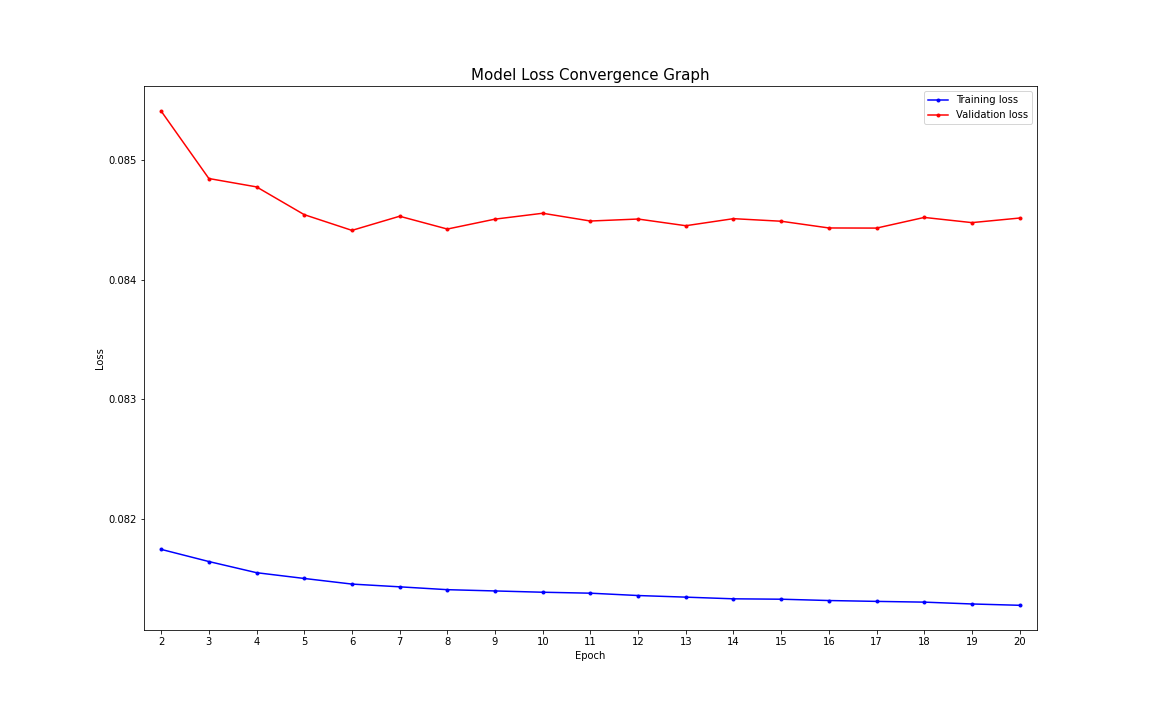 Model Loss Convergence Graph
Training loss
Validation loss
0.085
0.084
0.083
0.082
Loss
2 3 4 5 6 7 8 9 10 11 12 13 14 15 16 17 18 19 20
Epoch